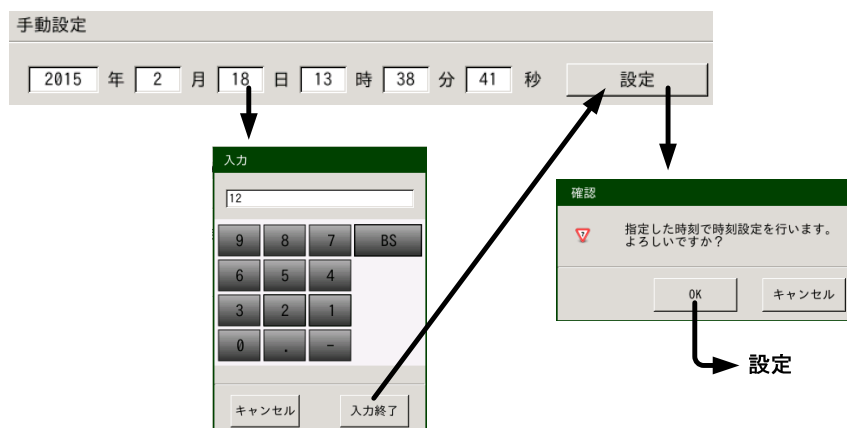 手動設定
2015 年 2 月 18 日 13 時 38 分 41 秒 設定
入力
12
9 8 7 BS
6 5 4
3 2 1
0 . -
キャンセル 入力終了
確認
?
指定した時刻で時刻設定を行います。
よろしいですか？
OK キャンセル
設定